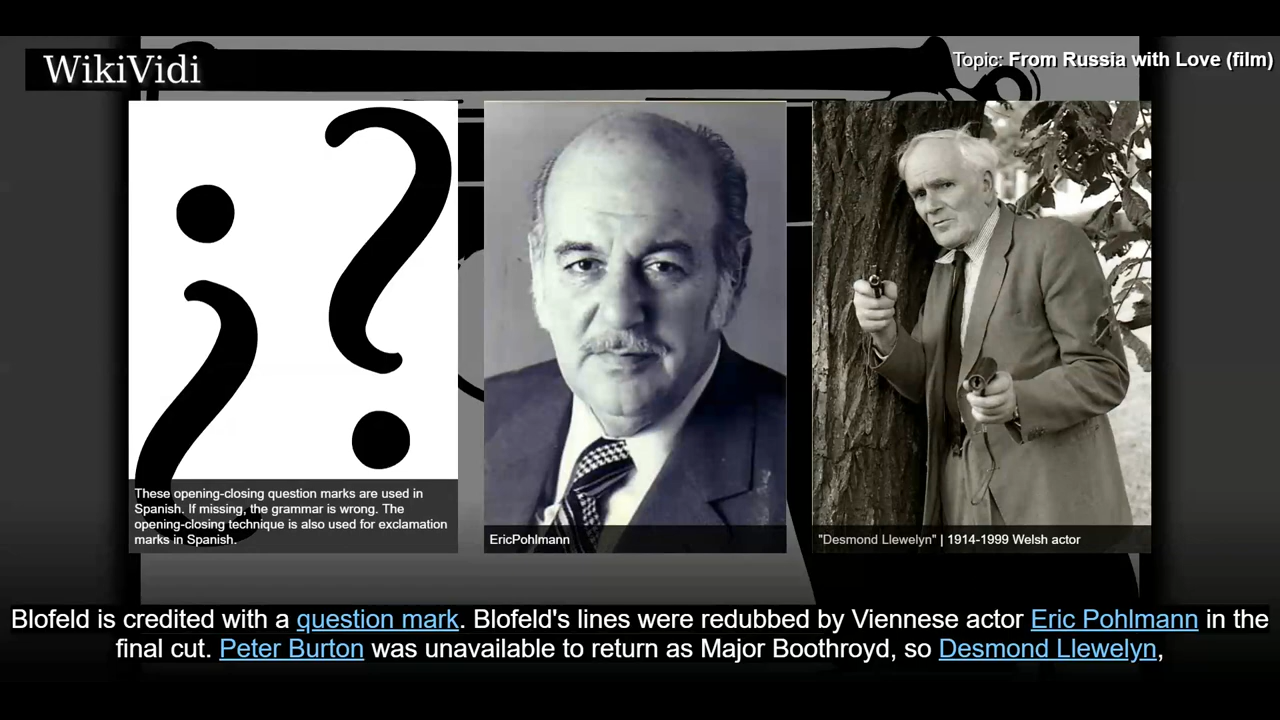 WikiVidi
Topic: From Russia with Love (film)
¿?
These opening-closing question marks are used in
Spanish. If missing, the grammar is wrong. The
opening-closing technique is also used for exclamation
marks in Spanish.
EricPohlmann
"Desmond Llewelyn" | 1914-1999 Welsh actor
Blofeld is credited with a question mark. Blofeld's lines were redubbed by Viennese actor Eric Pohlmann in the
final cut. Peter Burton was unavailable to return as Major Boothroyd, so Desmond Llewelyn,